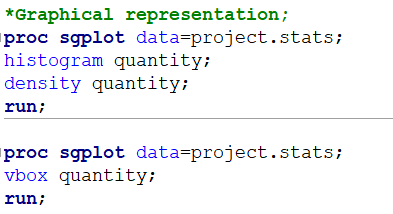 *Graphical representation;
proc sgplot data=project.stats;
histogram quantity;
density quantity;
run;
proc sgplot data=project.stats;
vbox quantity;
run;